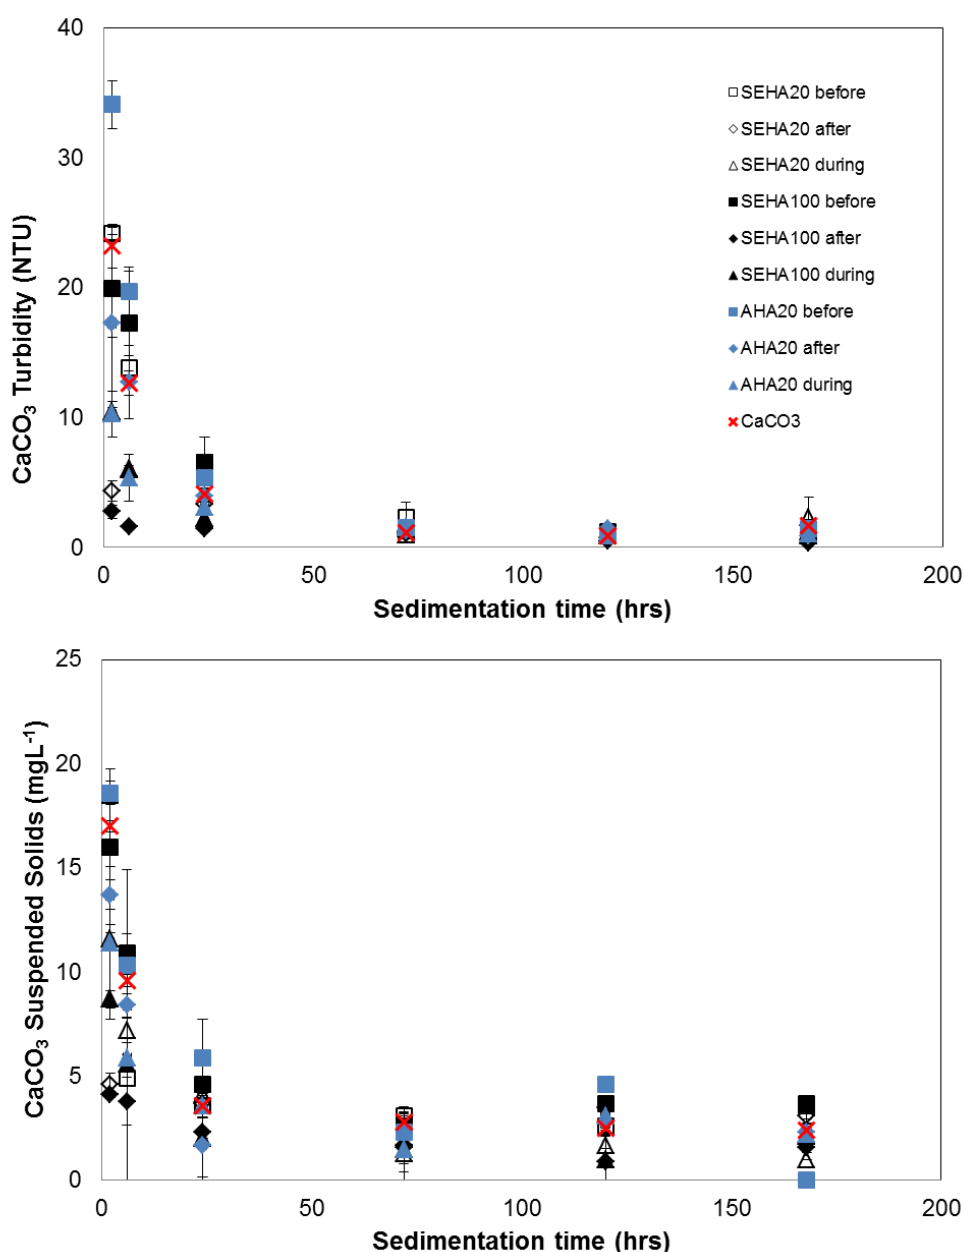 40
30
20
10
0
CaCO₃ Turbidity (NTU)
SEHA20 before
SEHA20 after
SEHA20 during
SEHA100 before
SEHA100 after
SEHA100 during
AHA20 before
AHA20 after
AHA20 during
CaCO3
0 50 100 150 200
Sedimentation time (hrs)
25
20
15
10
5
0
CaCO₃ Suspended Solids (mgL⁻¹)
0 50 100 150 200
Sedimentation time (hrs)